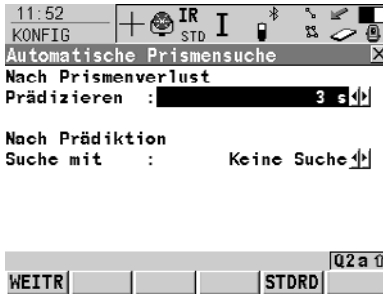 11:52
KONFIG
IR
STD
I
Automatische Prismensuche X
Nach Prismenverlust
Prädizieren : 3 s
Nach Prädiktion
Suche mit : Keine Suche
Q2a
WEITR STDRD